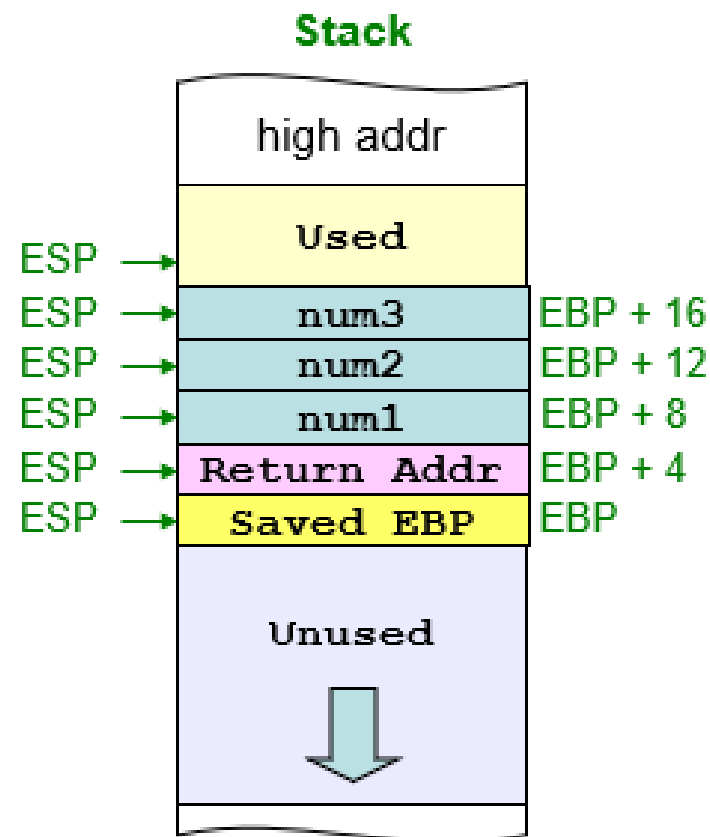 Stack
high addr
Used
ESP
ESP num3 EBP + 16
ESP num2 EBP + 12
ESP num1 EBP + 8
ESP Return Addr EBP + 4
ESP Saved EBP EBP
Unused